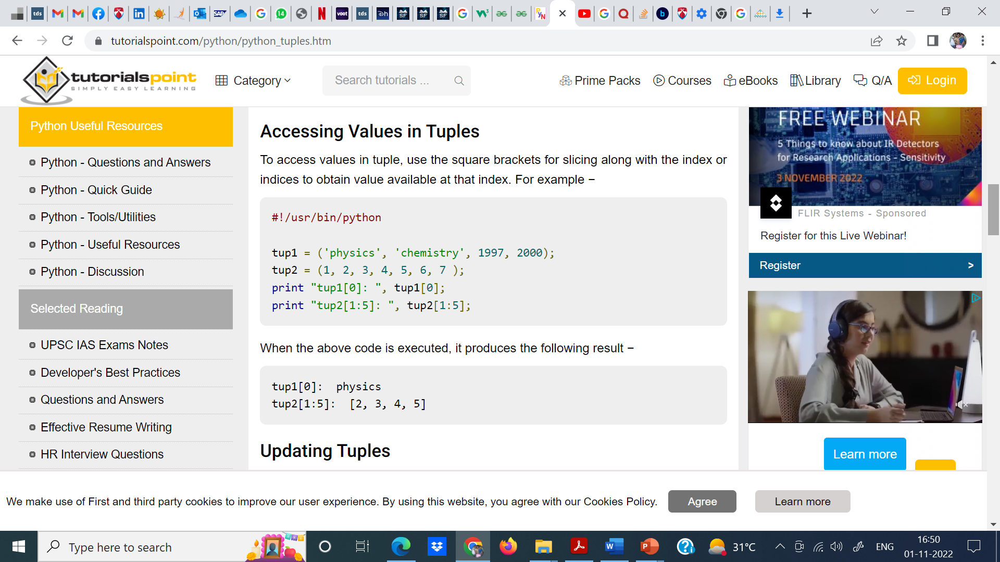 tds
SAP
14
N
voot
tds
Dh
SF
SF
SF
tutorialspoint.com/python/python_tuples.htm
tutorialspoint
SIMPLY EASY LEARNING
Category
Search tutorials ...
Prime Packs
Courses
eBooks
Library
Q/A
Login
Python Useful Resources
Python - Questions and Answers
Python - Quick Guide
Python - Tools/Utilities
Python - Useful Resources
Python - Discussion
Selected Reading
UPSC IAS Exams Notes
Developer's Best Practices
Questions and Answers
Effective Resume Writing
HR Interview Questions
Accessing Values in Tuples
To access values in tuple, use the square brackets for slicing along with the index or
indices to obtain value available at that index. For example −
#!/usr/bin/python
tup1 = ('physics', 'chemistry', 1997, 2000);
tup2 = (1, 2, 3, 4, 5, 6, 7 );
print "tup1[0]: ", tup1[0];
print "tup2[1:5]: ", tup2[1:5];
When the above code is executed, it produces the following result −
tup1[0]:  physics
tup2[1:5]:  [2, 3, 4, 5]
Updating Tuples
FREE WEBINAR
5 Things to know about IR Detectors
for Research Applications - Sensitivity
3 NOVEMBER 2022
FLIR Systems - Sponsored
Register for this Live Webinar!
Register >
Learn more
We make use of First and third party cookies to improve our user experience. By using this website, you agree with our Cookies Policy.
Agree
Learn more
Type here to search
31°C
ENG
16:50
01-11-2022